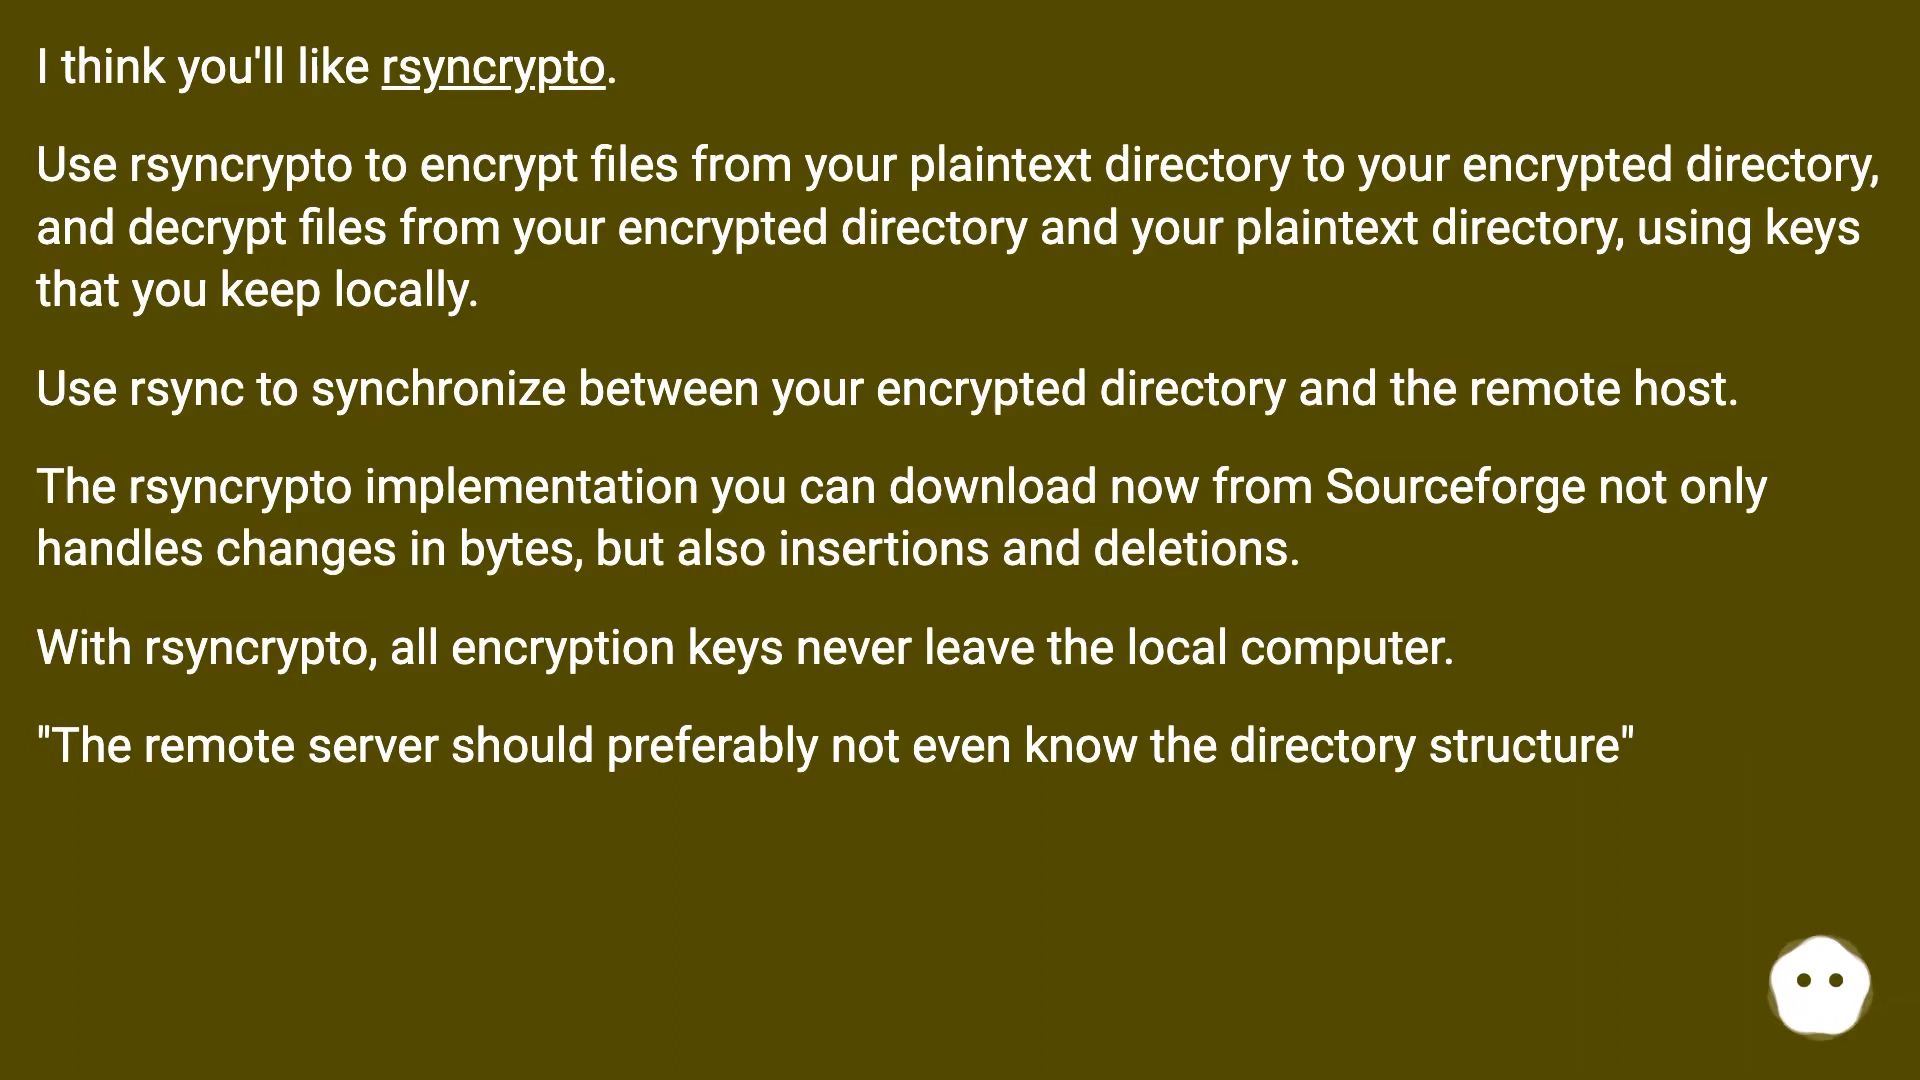 I think you'll like rsyncrypto.
Use rsyncrypto to encrypt files from your plaintext directory to your encrypted directory,
and decrypt files from your encrypted directory and your plaintext directory, using keys
that you keep locally.
Use rsync to synchronize between your encrypted directory and the remote host.
The rsyncrypto implementation you can download now from Sourceforge not only
handles changes in bytes, but also insertions and deletions.
With rsyncrypto, all encryption keys never leave the local computer.
"The remote server should preferably not even know the directory structure"